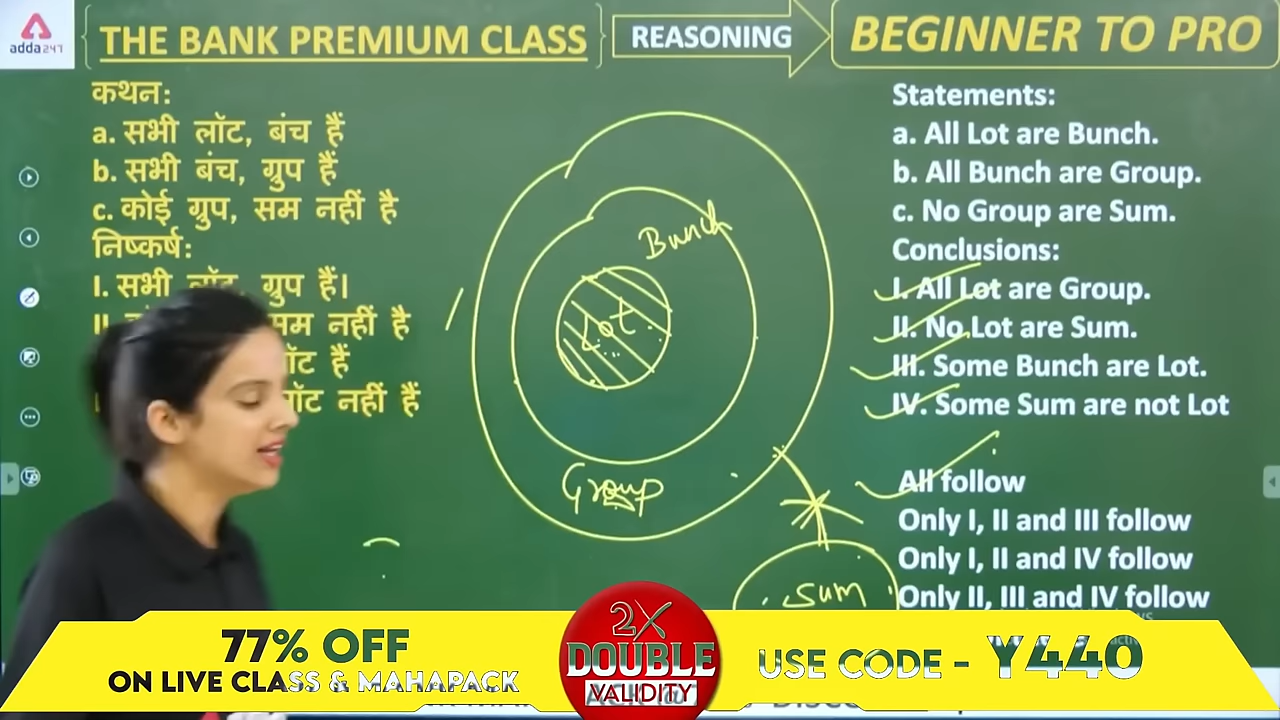 adda247
THE BANK PREMIUM CLASS
REASONING
BEGINNER TO PRO
कथन:
a. सभी लॉट, बंच हैं
b. सभी बंच, ग्रुप हैं
c. कोई ग्रुप, सम नहीं है
निष्कर्ष:
I. सभी लॉट, ग्रुप हैं।
सम नहीं है
लॉट हैं
लॉट नहीं हैं
Bunch
Lot
Group
Sum
Statements:
a. All Lot are Bunch.
b. All Bunch are Group.
c. No Group are Sum.
Conclusions:
I. All Lot are Group.
II. No Lot are Sum.
III. Some Bunch are Lot.
IV. Some Sum are not Lot
All follow
Only I, II and III follow
Only I, II and IV follow
Only II, III and IV follow
77% OFF
ON LIVE CLASS & MAHAPACK
2X
DOUBLE
VALIDITY
USE CODE - Y440